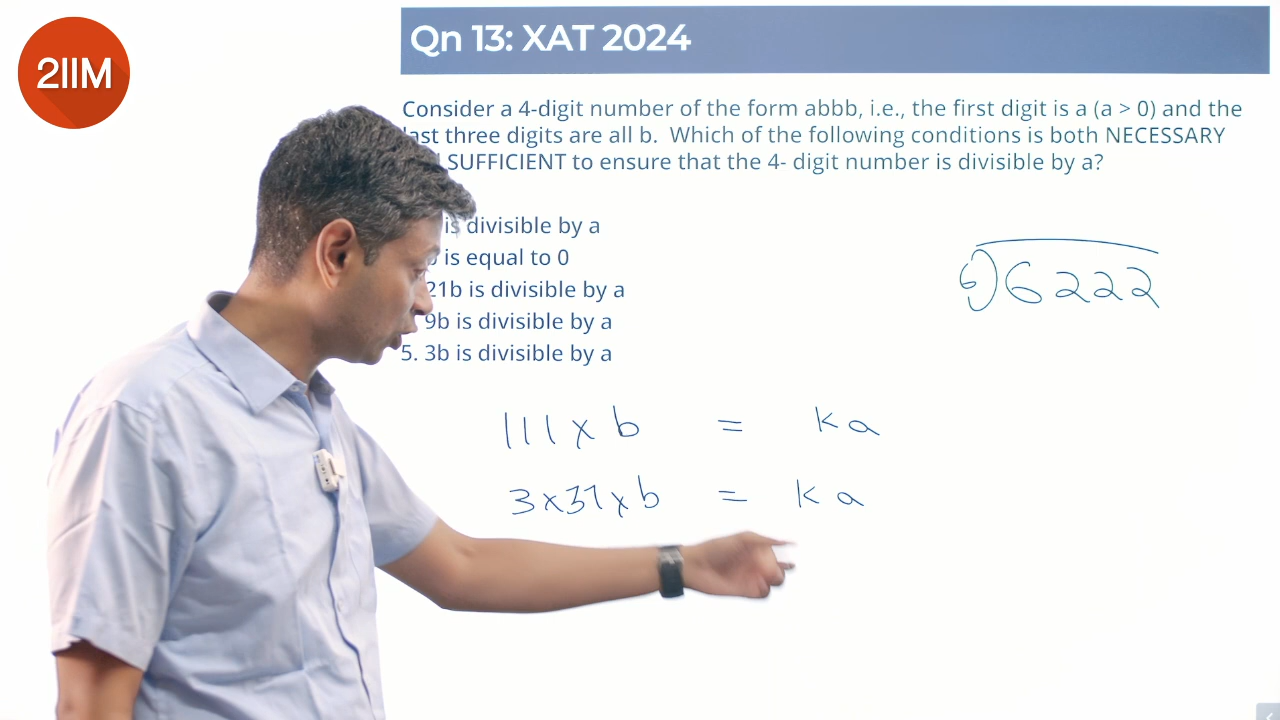 2IIM
Qn 13: XAT 2024
Consider a 4-digit number of the form abbb, i.e., the first digit is a (a > 0) and the
three digits are all b. Which of the following conditions is both NECESSARY
SUFFICIENT to ensure that the 4- digit number is divisible by a?
is divisible by a
is equal to 0
21b is divisible by a
9b is divisible by a
5. 3b is divisible by a
6)6222
111 x b = ka
3x37x b = ka